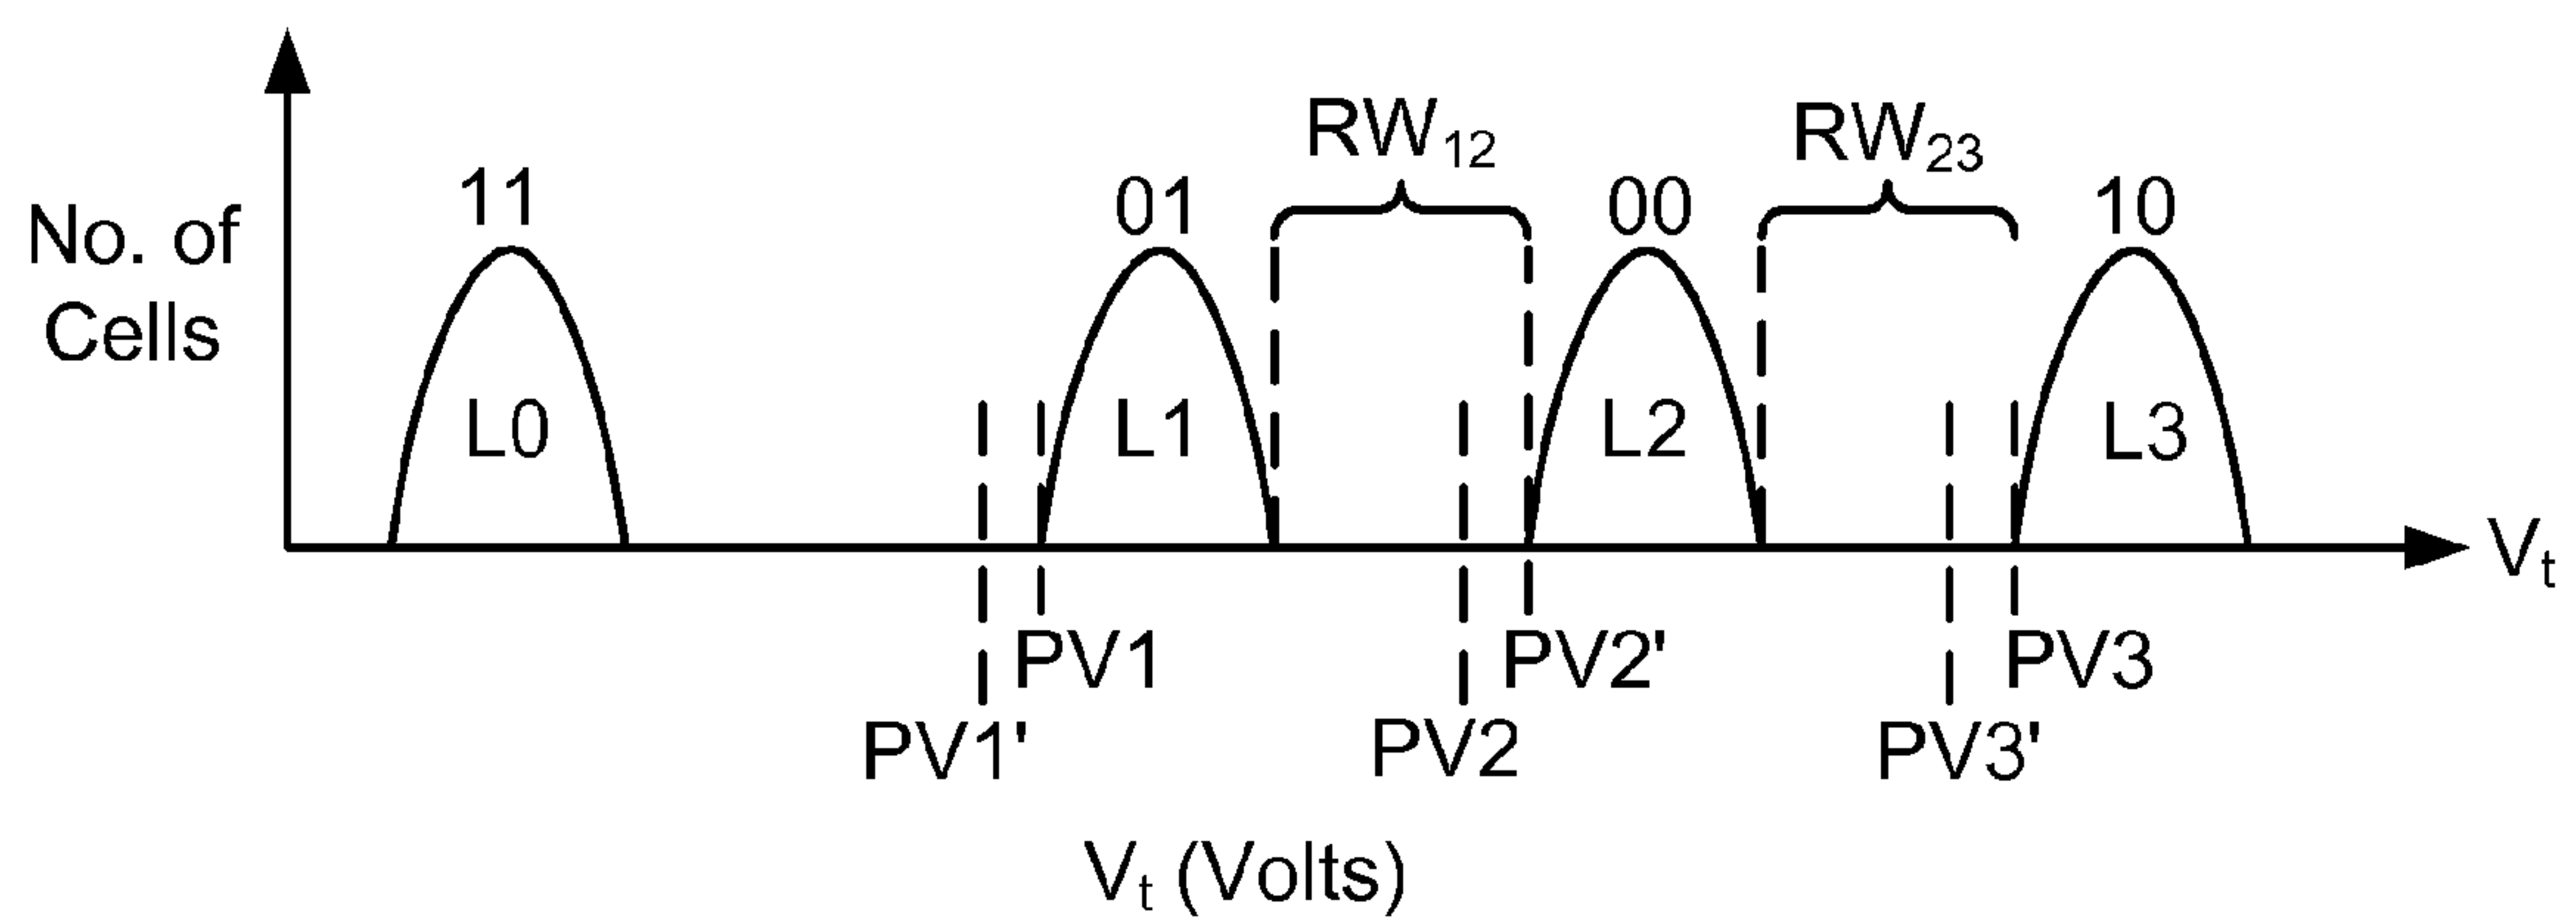 RW₁₂ RW₂₃
11 01 00 10
No. of
Cells
L0 L1 L2 L3
Vₜ
PV1 PV2' PV3
PV1' PV2 PV3'
Vₜ (Volts)